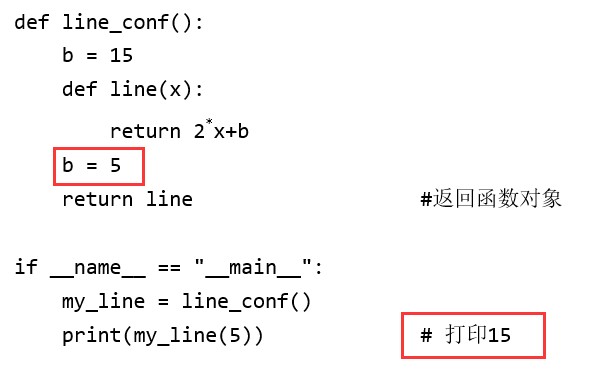 def line_conf():
    b = 15
    def line(x):
        return 2*x+b
    b = 5
    return line    #返回函数对象
if __name__ == "__main__":
    my_line = line_conf()
    print(my_line(5))    # 打印15